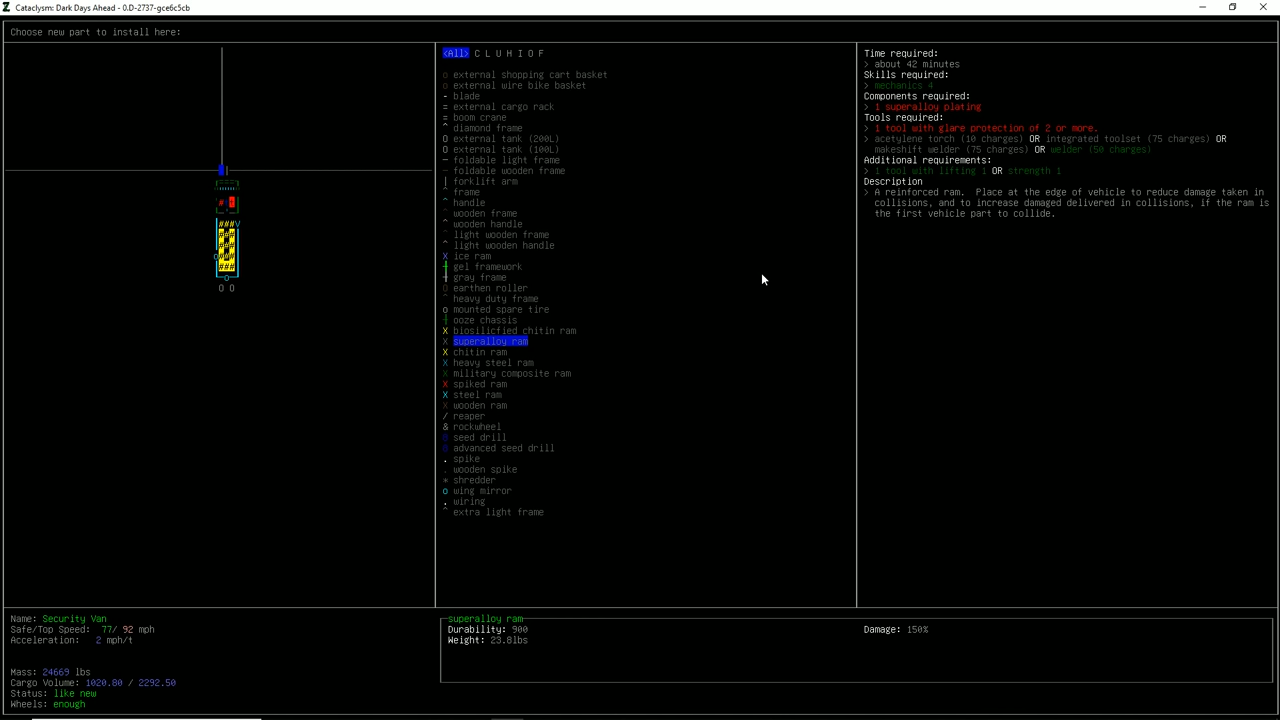 Cataclysm: Dark Days Ahead - 0.D-2737-gce6c5cb
Choose new part to install here:
<All> C L U H I O F
o external shopping cart basket
o external wire bike basket
- blade
= external cargo rack
= boom crane
^ diamond frame
O external tank (200L)
O external tank (100L)
─ foldable light frame
─ foldable wooden frame
| forklift arm
^ frame
^ handle
^ wooden frame
^ wooden handle
^ light wooden frame
^ light wooden handle
X ice ram
┼ gel framework
┼ gray frame
O earthen roller
^ heavy duty frame
o mounted spare tire
┼ ooze chassis
X biosilicfied chitin ram
X superalloy ram
X chitin ram
X heavy steel ram
X military composite ram
X spiked ram
X steel ram
X wooden ram
/ reaper
& rockwheel
seed drill
advanced seed drill
. spike
. wooden spike
* shredder
o wing mirror
. wiring
^ extra light frame
Time required:
> about 42 minutes
Skills required:
> mechanics 4
Components required:
> 1 superalloy plating
Tools required:
> 1 tool with glare protection of 2 or more.
> acetylene torch (10 charges) OR integrated toolset (75 charges) OR
makeshift welder (75 charges) OR welder (50 charges)
Additional requirements:
> 1 tool with lifting 1 OR strength 1
Description
> A reinforced ram.  Place at the edge of vehicle to reduce damage taken in
collisions, and to increase damaged delivered in collisions, if the ram is
the first vehicle part to collide.
Name: Security Van
Safe/Top Speed:  77/ 92 mph
Acceleration:   2 mph/t
Mass: 24669 lbs
Cargo Volume: 1020.80 / 2292.50
Status: like new
Wheels: enough
superalloy ram
Durability: 900
Weight: 23.8lbs
Damage: 150%